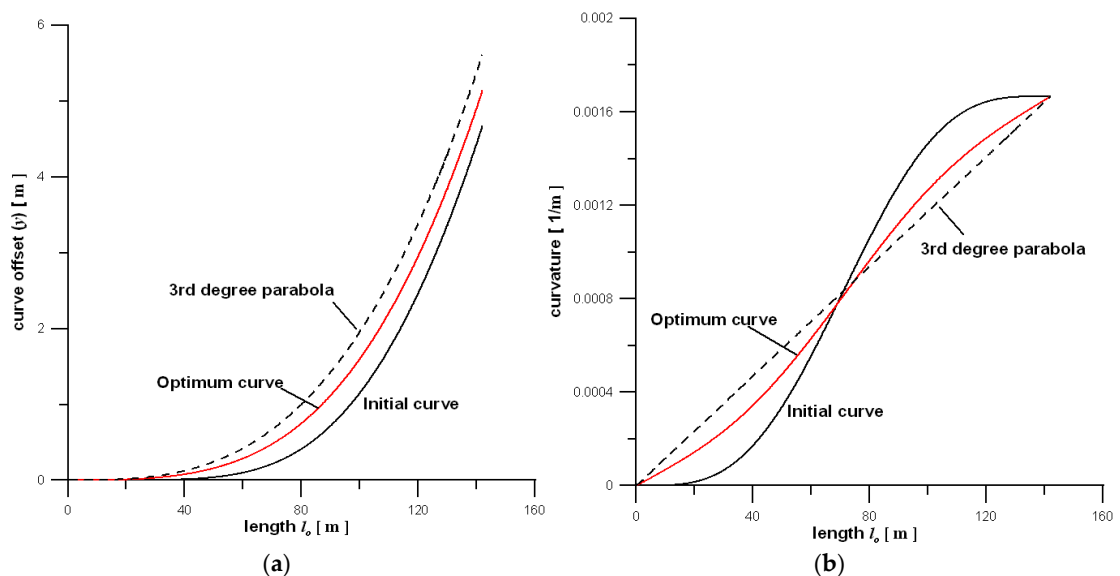 6
4
2
0
curve offset (y) [ m ]
3rd degree parabola
Optimum curve
Initial curve
0
40
80
120
160
length lₒ [ m ]
(a)
0.002
0.0016
0.0012
0.0008
0.0004
0
curvature [ 1/m ]
3rd degree parabola
Optimum curve
Initial curve
0
40
80
120
160
length lₒ [ m ]
(b)